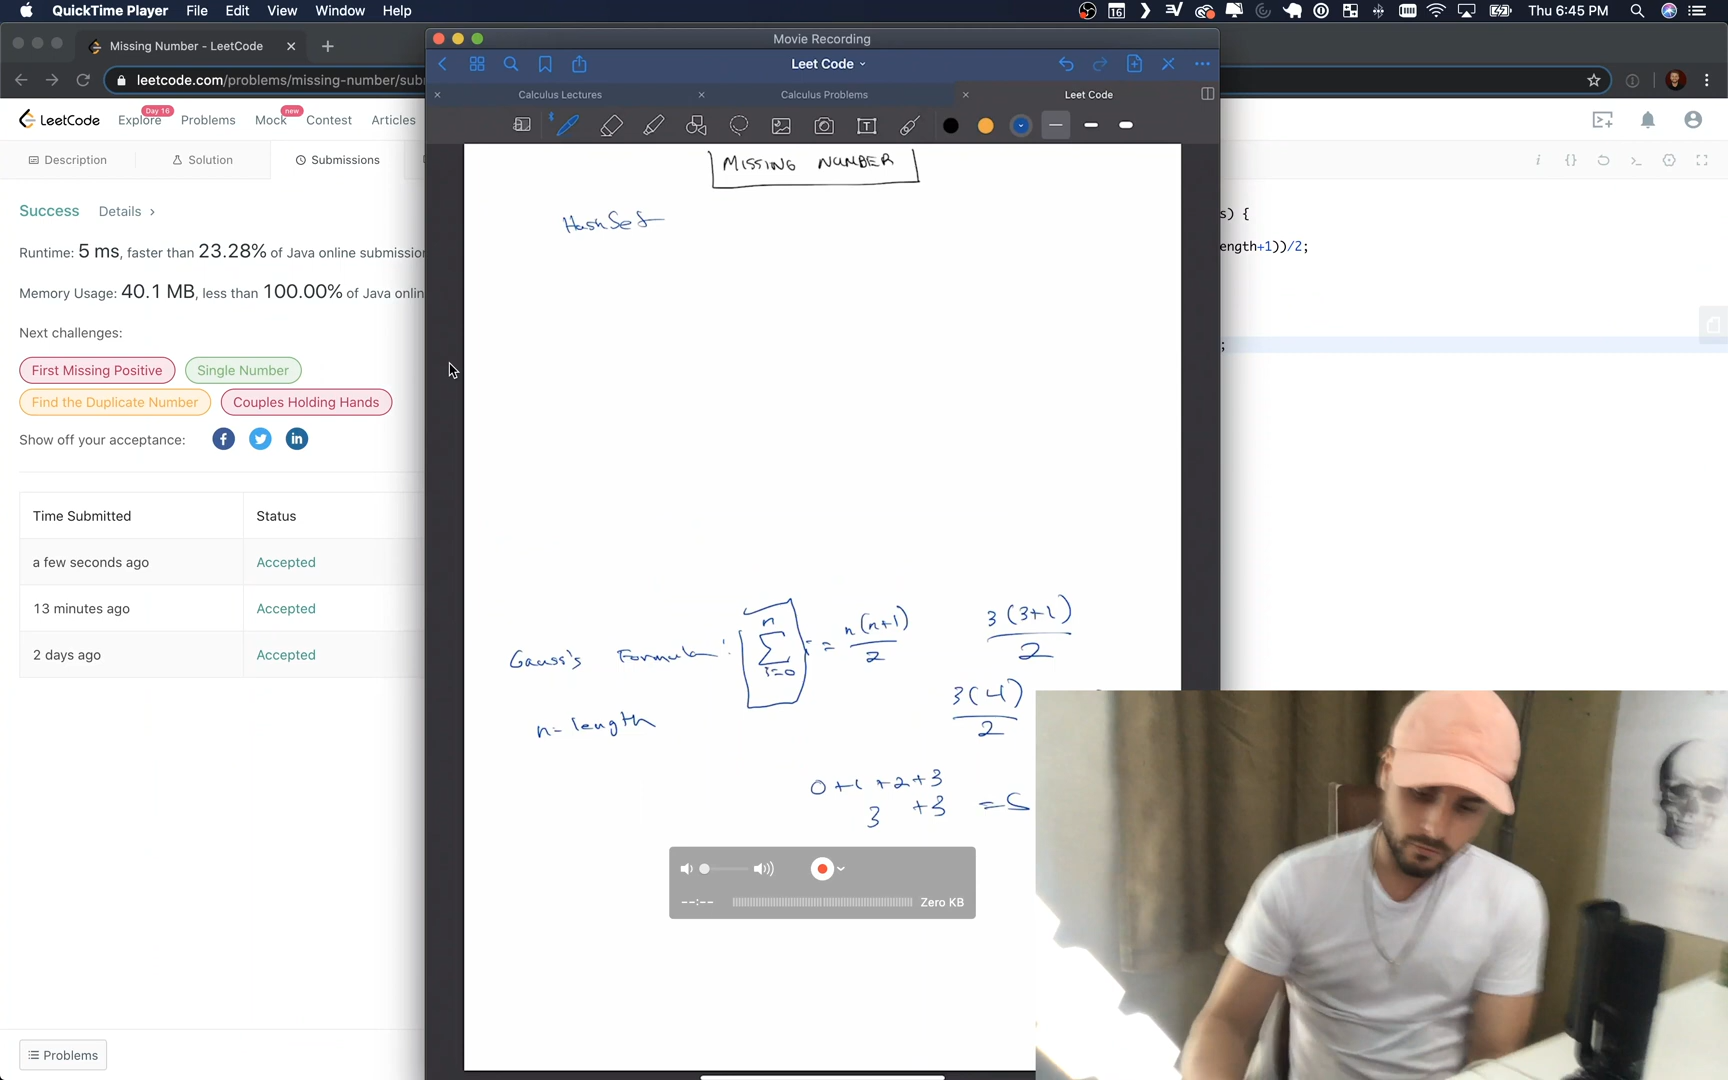 QuickTime Player File Edit View Window Help
16
Thu 6:45 PM
Missing Number - LeetCode
Movie Recording
leetcode.com/problems/missing-number/sub
Leet Code
Calculus Lectures
Calculus Problems
Leet Code
LeetCode
Explore
Day 16
Problems
Mock
new
Contest
Articles
T
Description
Solution
Submissions
MISSING NUMBER
Success
Details
HashSet
s) {
ength+1))/2;
Runtime: 5 ms, faster than 23.28% of Java online submission
Memory Usage: 40.1 MB, less than 100.00% of Java onlin
Next challenges:
;
First Missing Positive
Single Number
Find the Duplicate Number
Couples Holding Hands
Show off your acceptance:
Time Submitted
Status
a few seconds ago
Accepted
13 minutes ago
Accepted
2 days ago
Accepted
Gauss's Formula: n ∑ i=0 i = n(n+1) / 2
3(3+1)
2
3(4)
2
n-length
0+1+2+3
3 +3 =
--:--
Zero KB
Problems